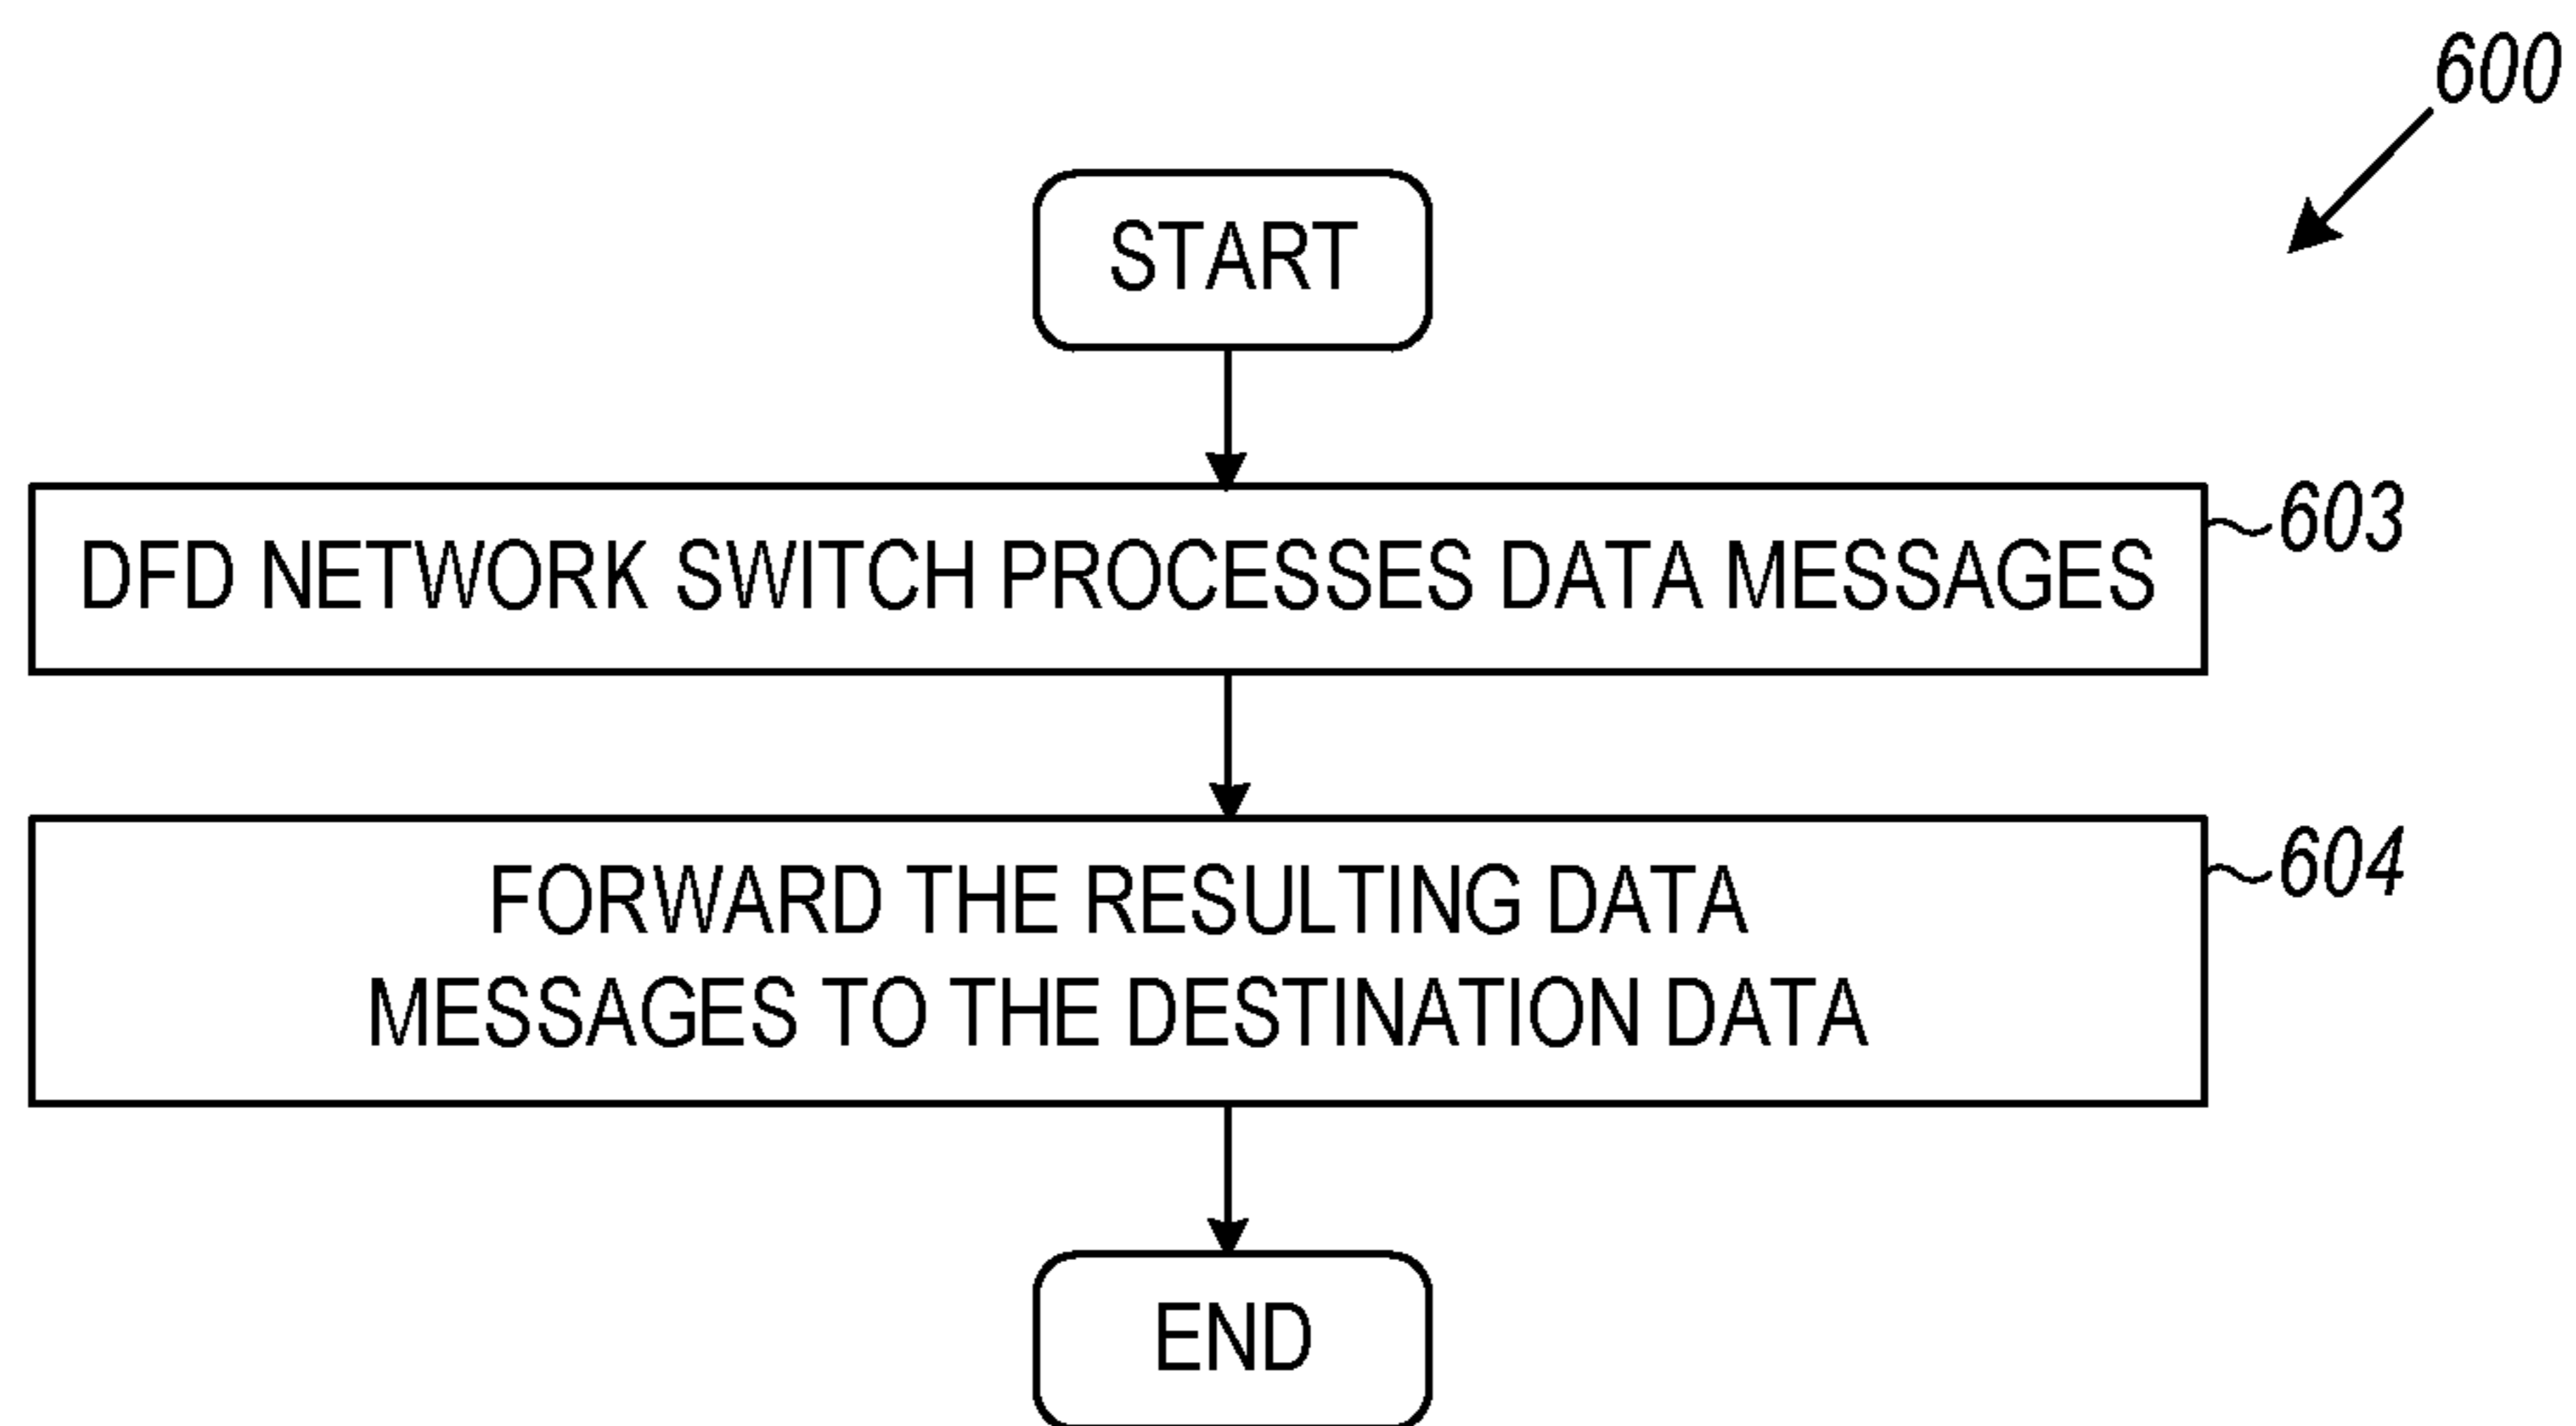 600
START
DFD NETWORK SWITCH PROCESSES DATA MESSAGES
603
FORWARD THE RESULTING DATA
MESSAGES TO THE DESTINATION DATA
604
END